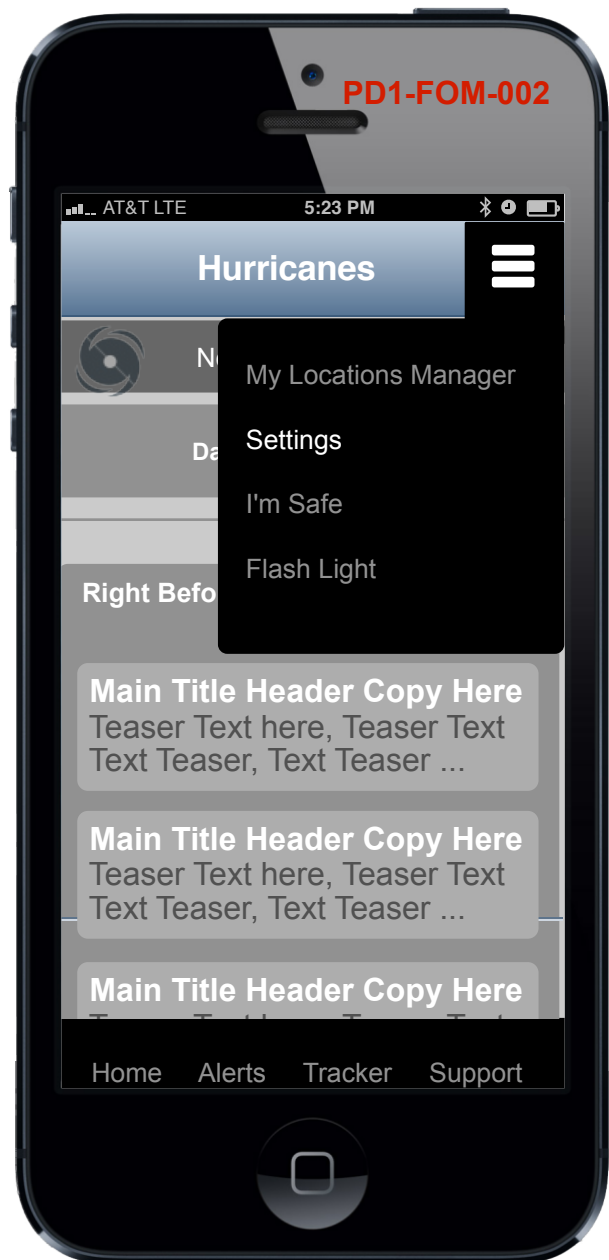 PD1-FOM-002
AT&T LTE 5:23 PM
Hurricanes
My Locations Manager
Settings
I'm Safe
Flash Light
Right Befo
Main Title Header Copy Here
Teaser Text here, Teaser Text
Text Teaser, Text Teaser ...
Main Title Header Copy Here
Teaser Text here, Teaser Text
Text Teaser, Text Teaser ...
Main Title Header Copy Here
Home Alerts Tracker Support